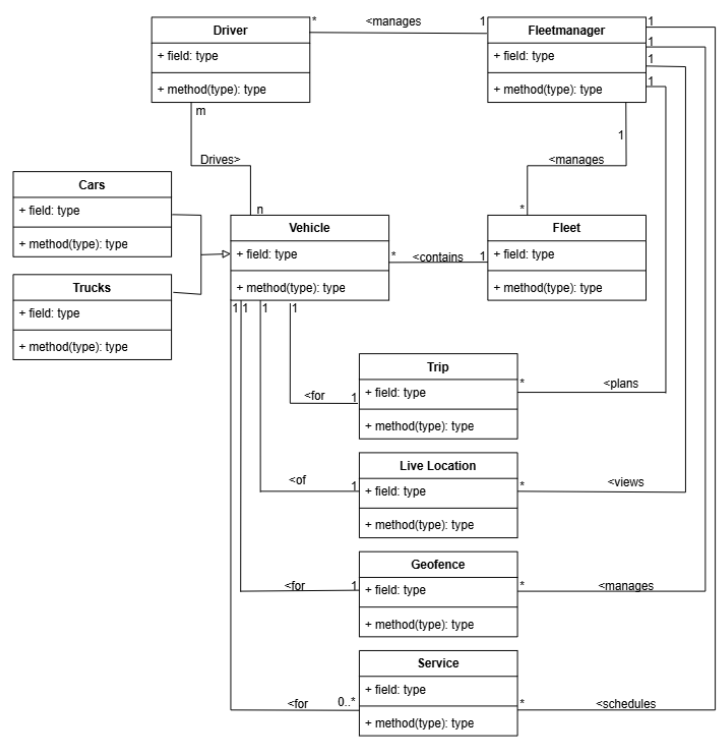 Driver
+ field: type
+ method(type): type
*
<manages
1
Fleetmanager
+ field: type
+ method(type): type
1
1
1
1
m
Drives>
n
1
<manages
*
Cars
+ field: type
+ method(type): type
Trucks
+ field: type
+ method(type): type
Vehicle
+ field: type
+ method(type): type
*
<contains
1
Fleet
+ field: type
+ method(type): type
1
1
1
1
Trip
+ field: type
+ method(type): type
<for
1
*
<plans
Live Location
+ field: type
+ method(type): type
<of
1
*
<views
Geofence
+ field: type
+ method(type): type
<for
1
*
<manages
Service
+ field: type
+ method(type): type
<for
0..*
*
<schedules